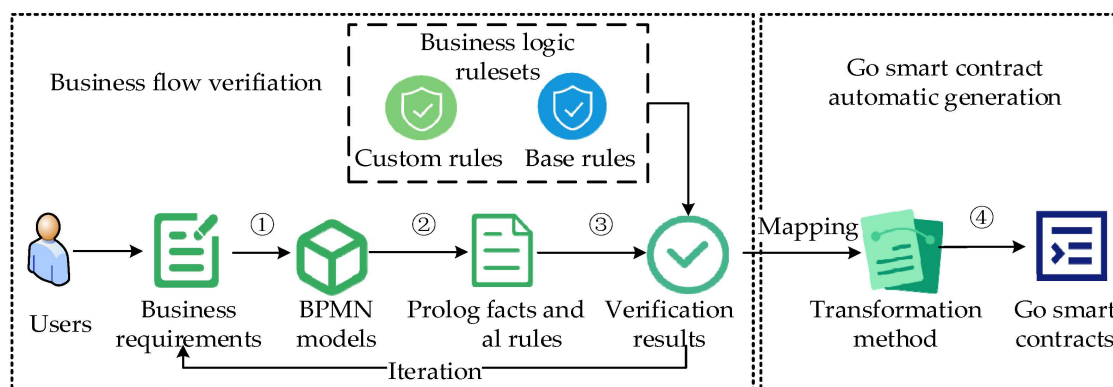 Business flow verifiation
Business logic
rulesets
Custom rules
Base rules
Go smart contract
automatic generation
①
②
③
Mapping
④
Users
Business
requirements
BPMN
models
Prolog facts and
al rules
Verification
results
Transformation
method
Go smart
contracts
Iteration